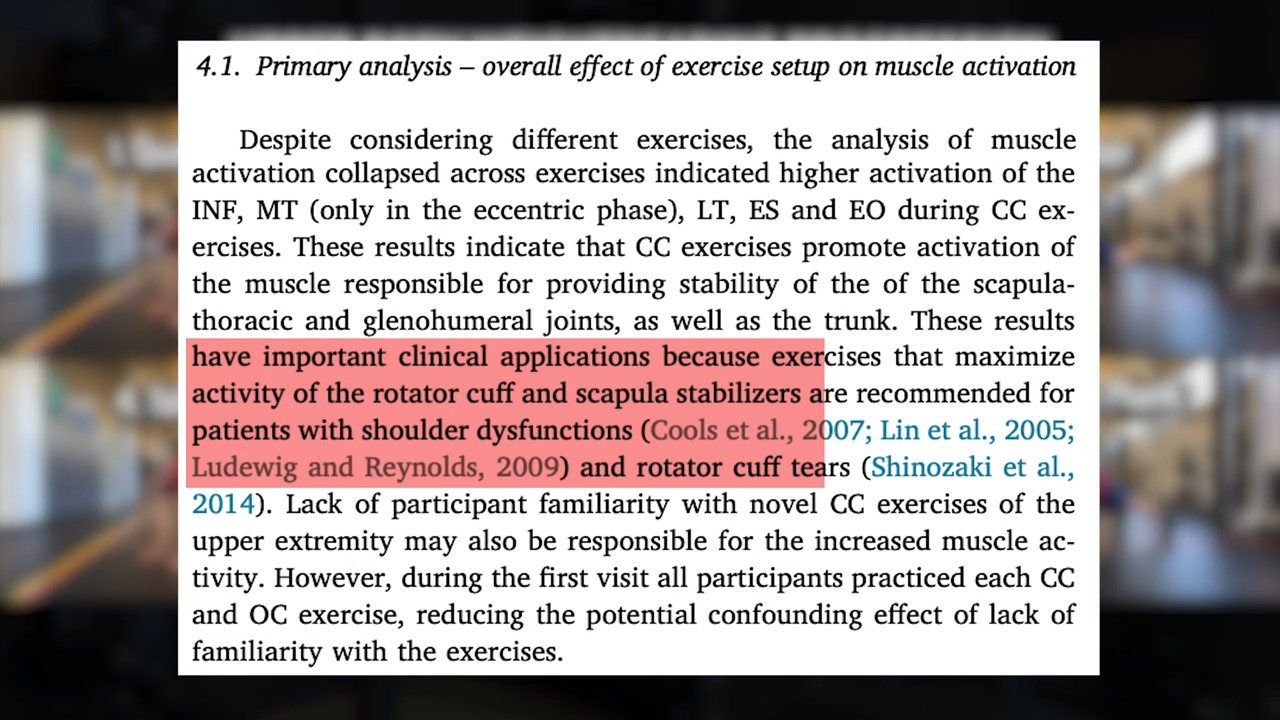 4.1. Primary analysis – overall effect of exercise setup on muscle activation
Despite considering different exercises, the analysis of muscle
activation collapsed across exercises indicated higher activation of the
INF, MT (only in the eccentric phase), LT, ES and EO during CC ex-
ercises. These results indicate that CC exercises promote activation of
the muscle responsible for providing stability of the of the scapula-
thoracic and glenohumeral joints, as well as the trunk. These results
have important clinical applications because exercises that maximize
activity of the rotator cuff and scapula stabilizers are recommended for
patients with shoulder dysfunctions (Cools et al., 2007; Lin et al., 2005;
Ludewig and Reynolds, 2009) and rotator cuff tears (Shinozaki et al.,
2014). Lack of participant familiarity with novel CC exercises of the
upper extremity may also be responsible for the increased muscle ac-
tivity. However, during the first visit all participants practiced each CC
and OC exercise, reducing the potential confounding effect of lack of
familiarity with the exercises.